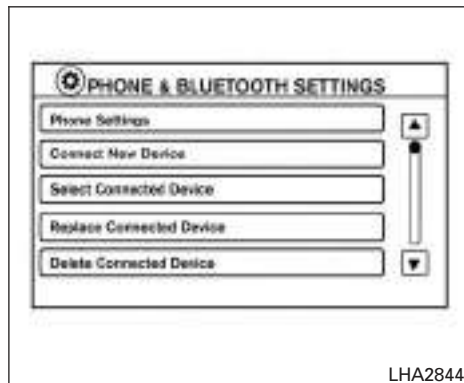 PHONE & BLUETOOTH SETTINGS
Phone Settings
Connect New Device
Select Connected Device
Replace Connected Device
Delete Connected Device
LHA2844